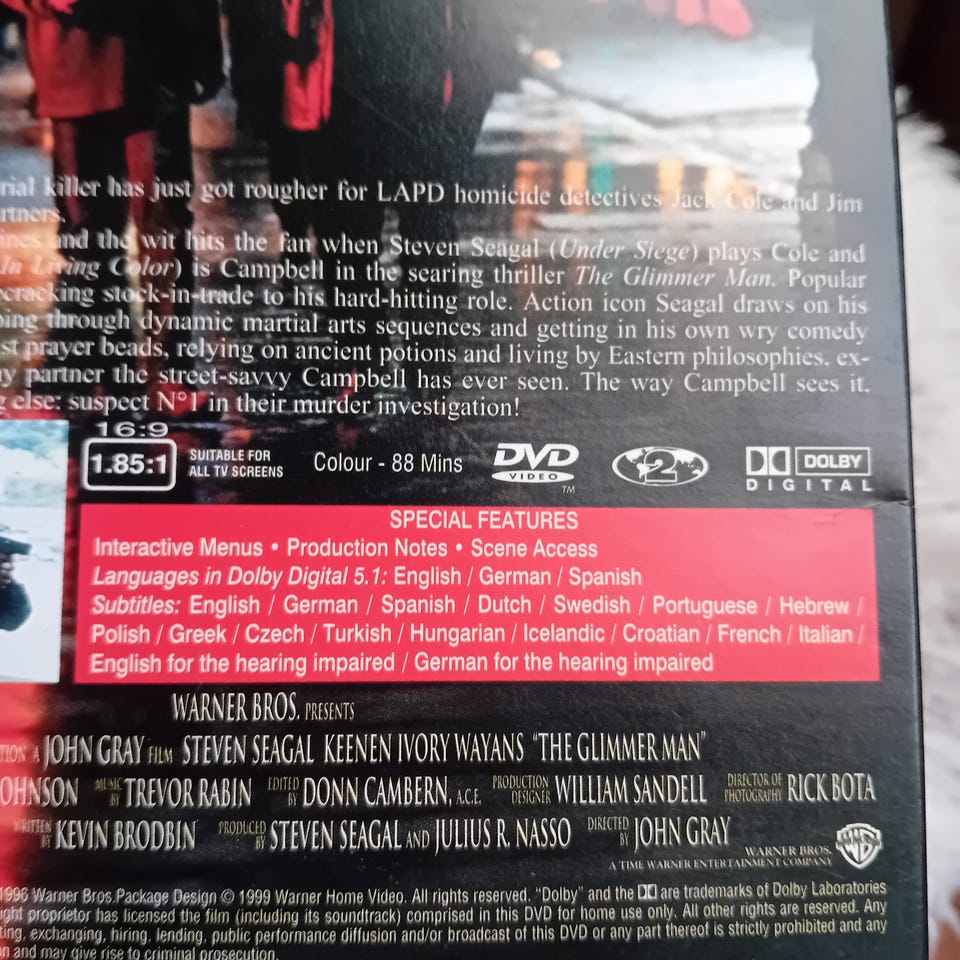 rial killer has just got rougher for LAPD homicide detectives Jack Cole and Jim
artners.
ines and the wit hits the fan when Steven Seagal (Under Siege) plays Cole and
In Living Color) is Campbell in the searing thriller The Glimmer Man. Popular
ecracking stock-in-trade to his hard-hitting role. Action icon Seagal draws on his
ping through dynamic martial arts sequences and getting in his own wry comedy
st prayer beads, relying on ancient potions and living by Eastern philosophies. ex-
y partner the street-savvy Campbell has ever seen. The way Campbell sees it.
g else: suspect N°1 in their murder investigation!
16:9
1.85:1 SUITABLE FOR ALL TV SCREENS Colour - 88 Mins DVD VIDEO TM 2 DOLBY DIGITAL
SPECIAL FEATURES
Interactive Menus • Production Notes • Scene Access
Languages in Dolby Digital 5.1: English / German / Spanish
Subtitles: English / German / Spanish / Dutch / Swedish / Portuguese / Hebrew /
Polish / Greek / Czech / Turkish / Hungarian / Icelandic / Croatian / French / Italian /
English for the hearing impaired / German for the hearing impaired
WARNER BROS. PRESENTS
TION A JOHN GRAY FILM STEVEN SEAGAL KEENEN IVORY WAYANS "THE GLIMMER MAN"
OHNSON MUSIC BY TREVOR RABIN EDITED BY DONN CAMBERN, A.C.E. PRODUCTION DESIGNER WILLIAM SANDELL DIRECTOR OF PHOTOGRAPHY RICK BOTA
WRITTEN BY KEVIN BRODBIN PRODUCED BY STEVEN SEAGAL AND JULIUS R. NASSO DIRECTED BY JOHN GRAY
WARNER BROS.
A TIME WARNER ENTERTAINMENT COMPANY
1996 Warner Bros.Package Design © 1999 Warner Home Video. All rights reserved. "Dolby" and the DD are trademarks of Dolby Laboratories
ight proprietor has licensed the film (including its soundtrack) comprised in this DVD for home use only. All other rights are reserved. Any
ting, exchanging, hiring, lending, public performance diffusion and/or broadcast of this DVD or any part thereof is strictly prohibited and any
n and may give rise to criminal prosecution.